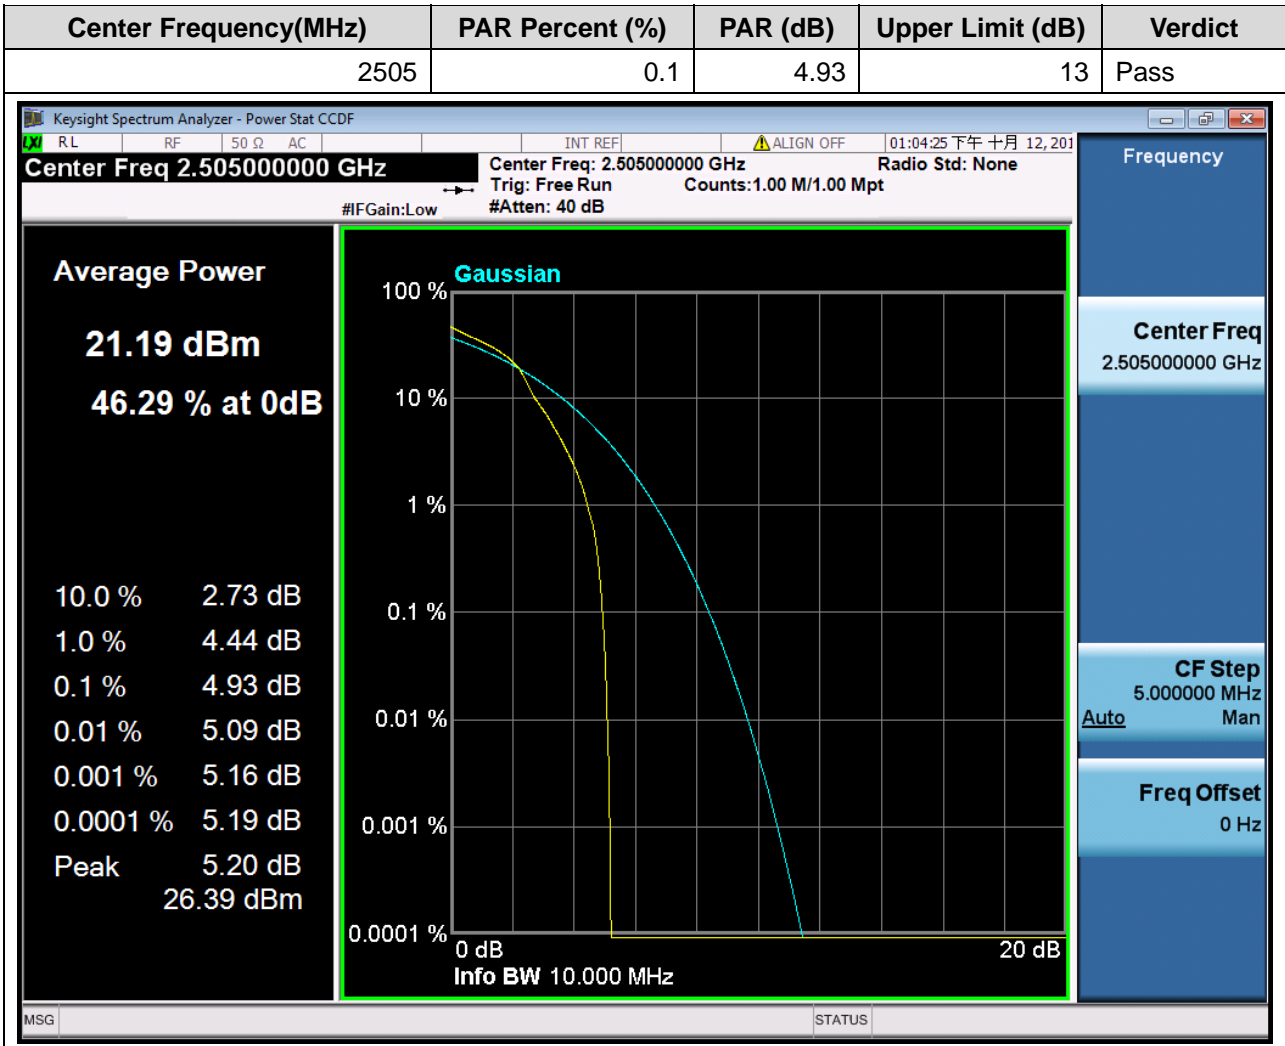 Center Frequency(MHz) PAR Percent (%) PAR (dB) Upper Limit (dB) Verdict
2505 0.1 4.93 13 Pass
Keysight Spectrum Analyzer - Power Stat CCDF
LXI RL RF 50 Ω AC INT REF ALIGN OFF 01:04:25 下午 十月 12, 201
Center Freq 2.505000000 GHz
Center Freq: 2.505000000 GHz Radio Std: None
Trig: Free Run Counts:1.00 M/1.00 Mpt
#IFGain:Low #Atten: 40 dB
Average Power
21.19 dBm
46.29 % at 0dB
10.0 % 2.73 dB
1.0 % 4.44 dB
0.1 % 4.93 dB
0.01 % 5.09 dB
0.001 % 5.16 dB
0.0001 % 5.19 dB
Peak 5.20 dB
26.39 dBm
Gaussian
100 %
10 %
1 %
0.1 %
0.01 %
0.001 %
0.0001 %
0 dB 20 dB
Info BW 10.000 MHz
Frequency
Center Freq
2.505000000 GHz
CF Step
5.000000 MHz
Auto Man
Freq Offset
0 Hz
MSG STATUS